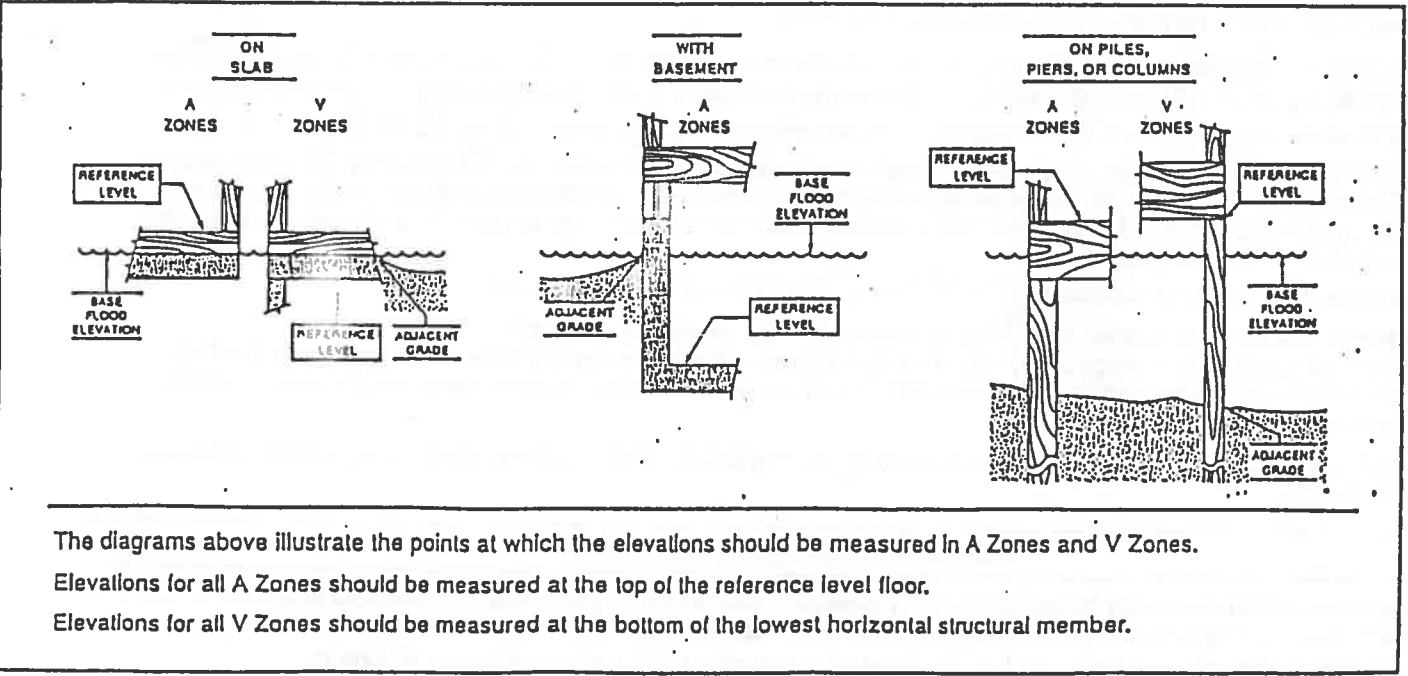 ON
SLAB
A
ZONES
V
ZONES
REFERENCE
LEVEL
BASE
FLOOD
ELEVATION
REFERENCE
LEVEL
ADJACENT
GRADE
WITH
BASEMENT
A
ZONES
BASE
FLOOD
ELEVATION
ADJACENT
GRADE
REFERENCE
LEVEL
ON PILES,
PIERS, OR COLUMNS
A
ZONES
V
ZONES
REFERENCE
LEVEL
REFERENCE
LEVEL
BASE
FLOOD
ELEVATION
ADJACENT
GRADE
The diagrams above illustrate the points at which the elevations should be measured in A Zones and V Zones.
Elevations for all A Zones should be measured at the top of the reference level floor.
Elevations for all V Zones should be measured at the bottom of the lowest horizontal structural member.